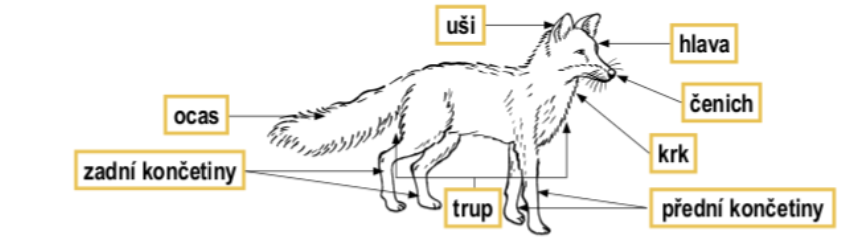 uši
hlava
čenich
ocas
krk
zadní končetiny
trup
přední končetiny